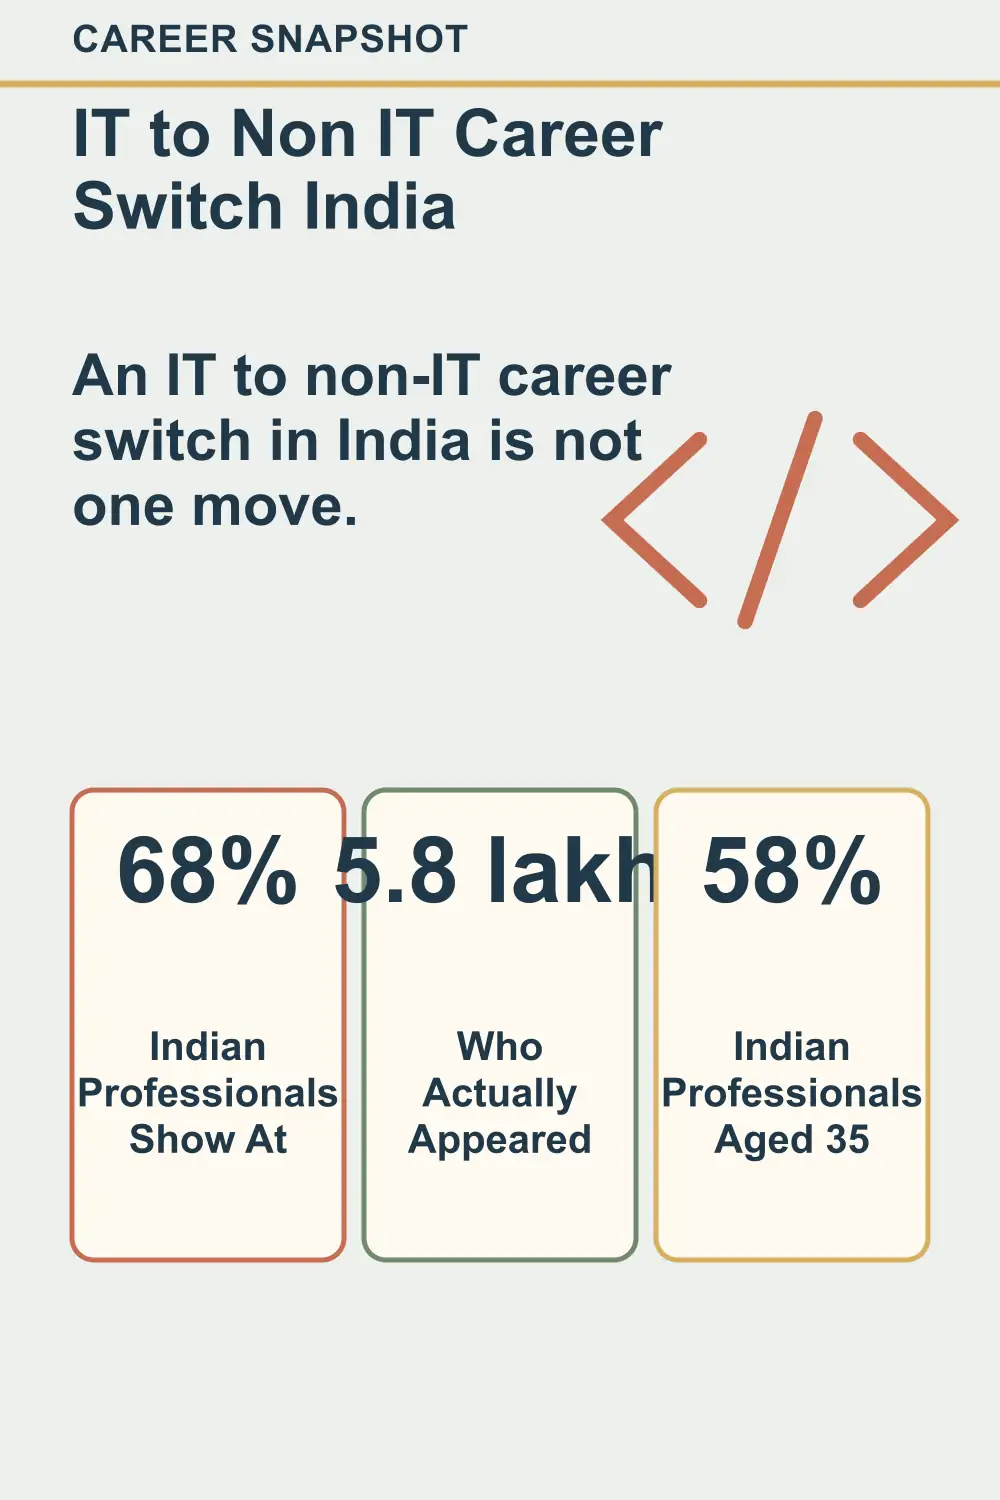 CAREER SNAPSHOT
IT to Non IT Career
Switch India
An IT to non-IT career
switch in India is not
one move.
</>
68%
Indian
Professionals
Show At
5.8 lakh
Who
Actually
Appeared
58%
Indian
Professionals
Aged 35